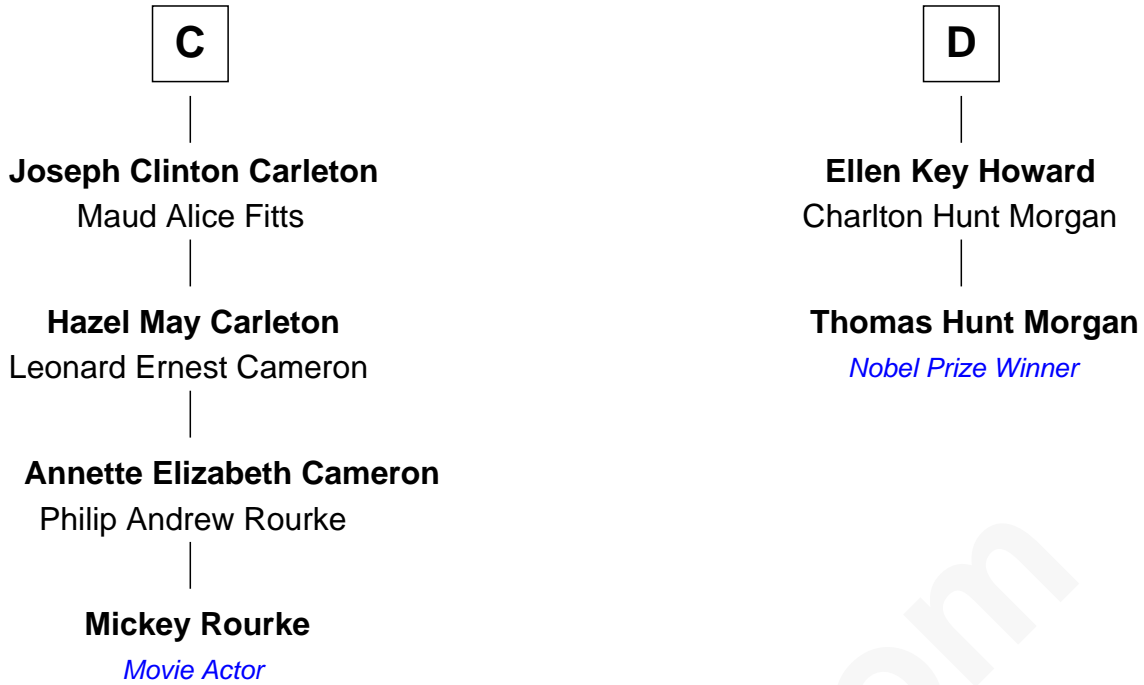 C
Joseph Clinton Carleton
Maud Alice Fitts
Hazel May Carleton
Leonard Ernest Cameron
Annette Elizabeth Cameron
Philip Andrew Rourke
Mickey Rourke
Movie Actor
D
Ellen Key Howard
Charlton Hunt Morgan
Thomas Hunt Morgan
Nobel Prize Winner
om